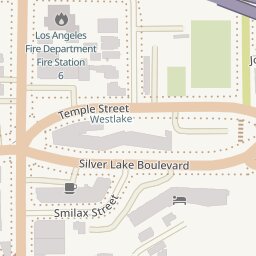 Los Angeles
Fire Department
Fire Station
6
Temple Street
Westlake
Silver Lake Boulevard
Smilax Street